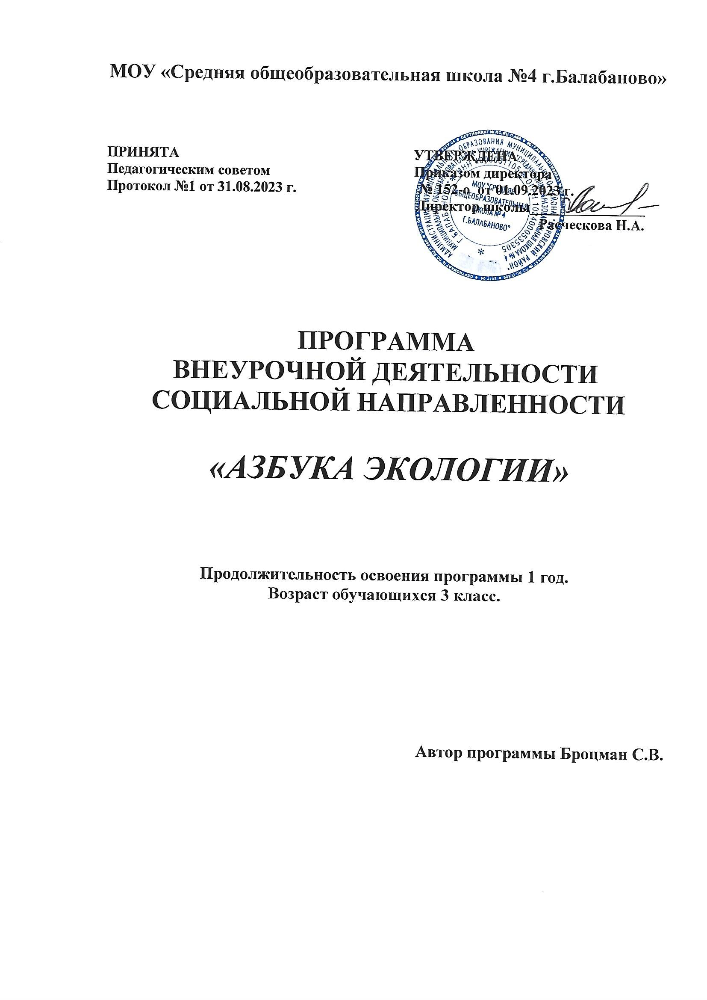 МОУ «Средняя общеобразовательная школа №4 г.Балабаново»
ПРИНЯТА
Педагогическим советом
Протокол №1 от 31.08.2023 г.
УТВЕРЖДЕНА
Приказом директора
№ 152-о от 01.09.2023 г.
Директор школы
Расческова Н.А.
МОУ "СРЕДНЯЯ
ОБЩЕОБРАЗОВАТЕЛЬНАЯ
ШКОЛА № 4
Г.БАЛАБАНОВО"
ПРОГРАММА
ВНЕУРОЧНОЙ ДЕЯТЕЛЬНОСТИ
СОЦИАЛЬНОЙ НАПРАВЛЕННОСТИ
«АЗБУКА ЭКОЛОГИИ»
Продолжительность освоения программы 1 год.
Возраст обучающихся 3 класс.
Автор программы Броцман С.В.